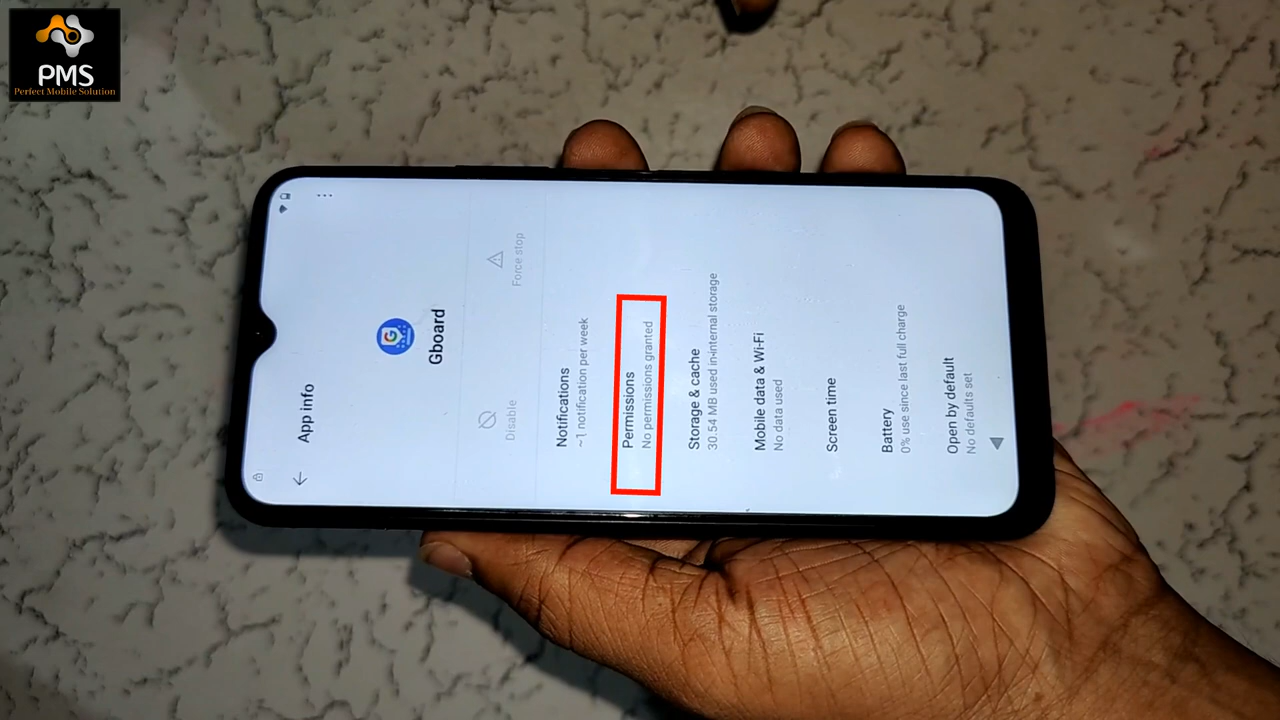 PMS
Perfect Mobile Solution
App info
Gboard
Disable
Force stop
Notifications
~1 notification per week
Permissions
No permissions granted
Storage & cache
30.54 MB used in internal storage
Mobile data & Wi-Fi
No data used
Screen time
Battery
0% use since last full charge
Open by default
No defaults set